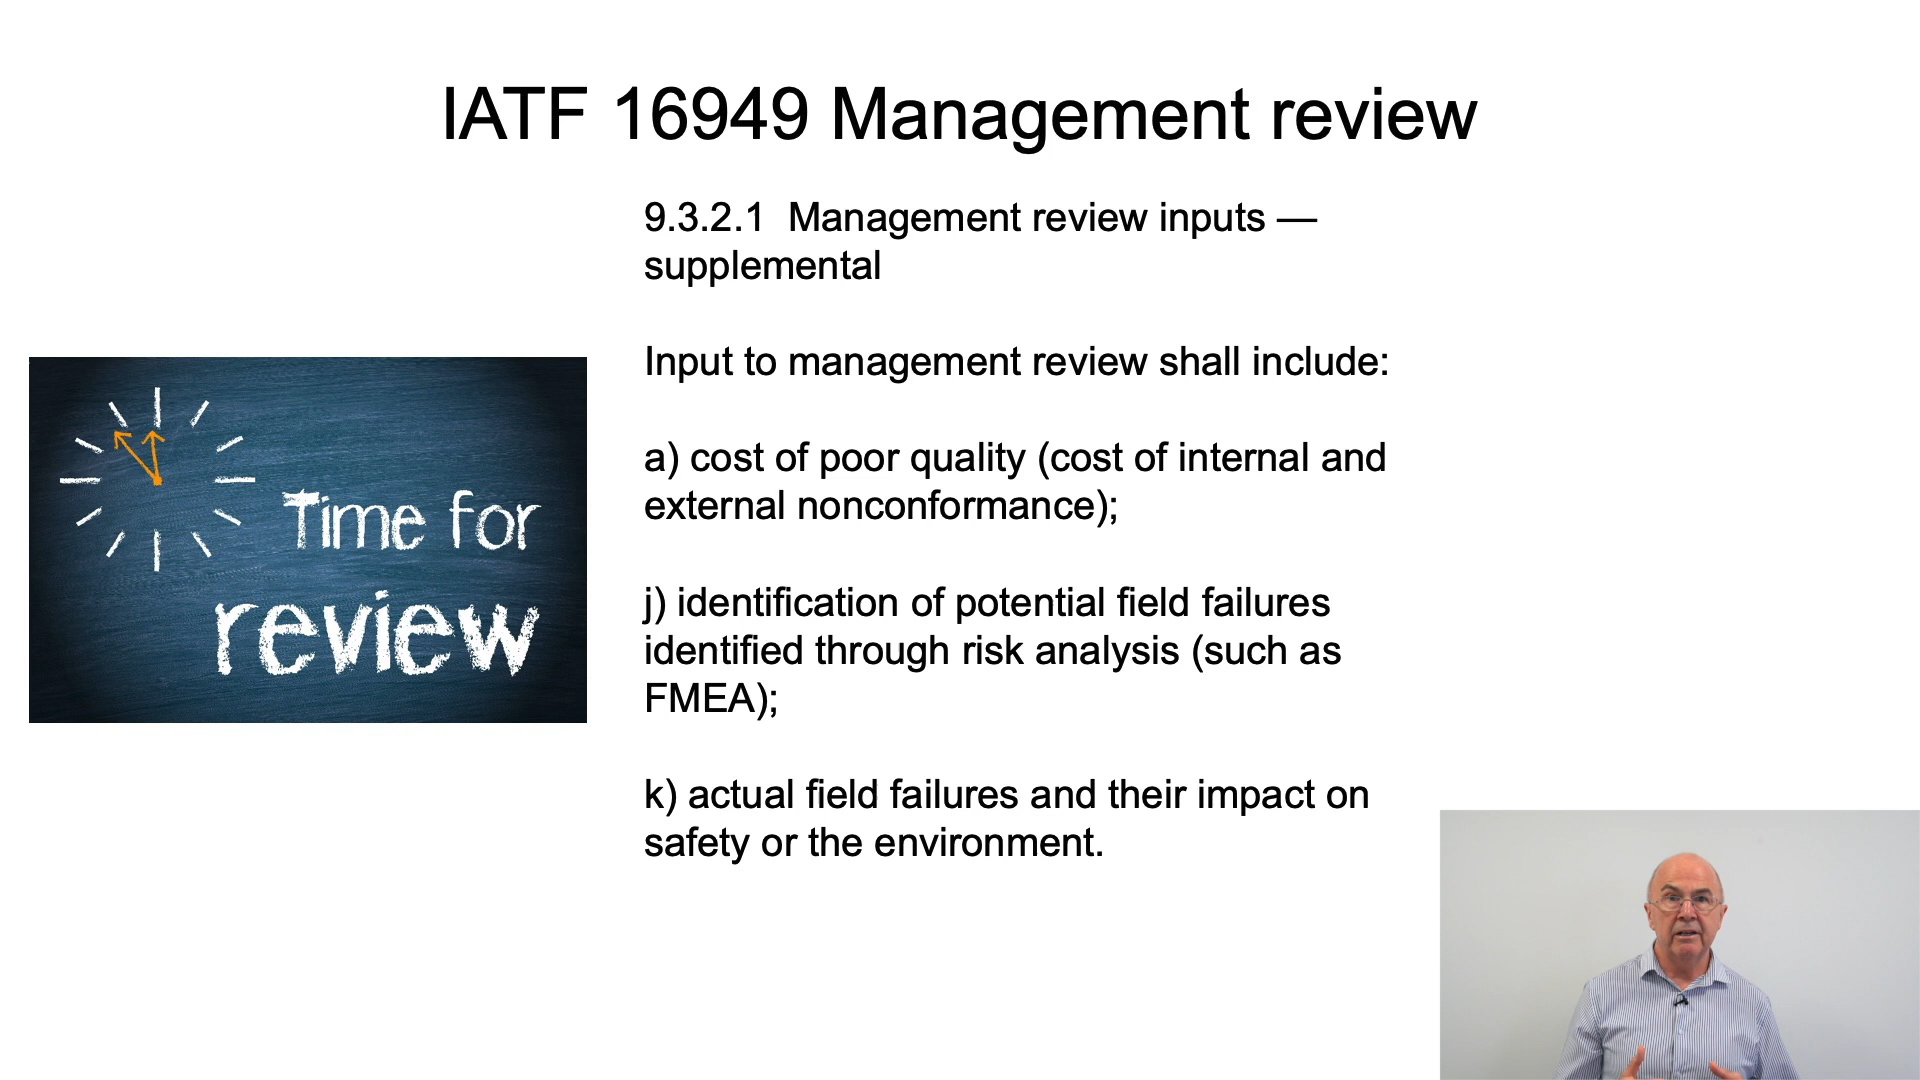 IATF 16949 Management review
9.3.2.1 Management review inputs —
supplemental
Input to management review shall include:
a) cost of poor quality (cost of internal and
external nonconformance);
j) identification of potential field failures
identified through risk analysis (such as
FMEA);
k) actual field failures and their impact on
safety or the environment.
Time for
review